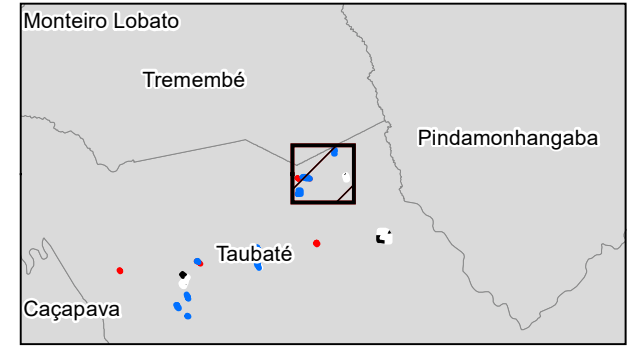 Monteiro Lobato
Tremembé
Pindamonhangaba
Taubaté
Caçapava